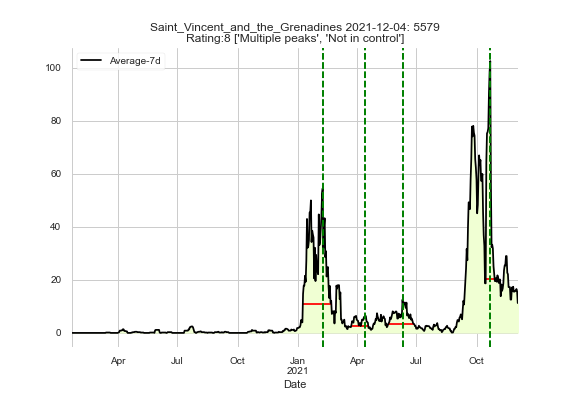 Saint_Vincent_and_the_Grenadines 2021-12-04: 5579
Rating:8 ['Multiple peaks', 'Not in control']
Average-7d
100
80
60
40
20
0
Apr Jul Oct Jan Apr Jul Oct
2021
Date